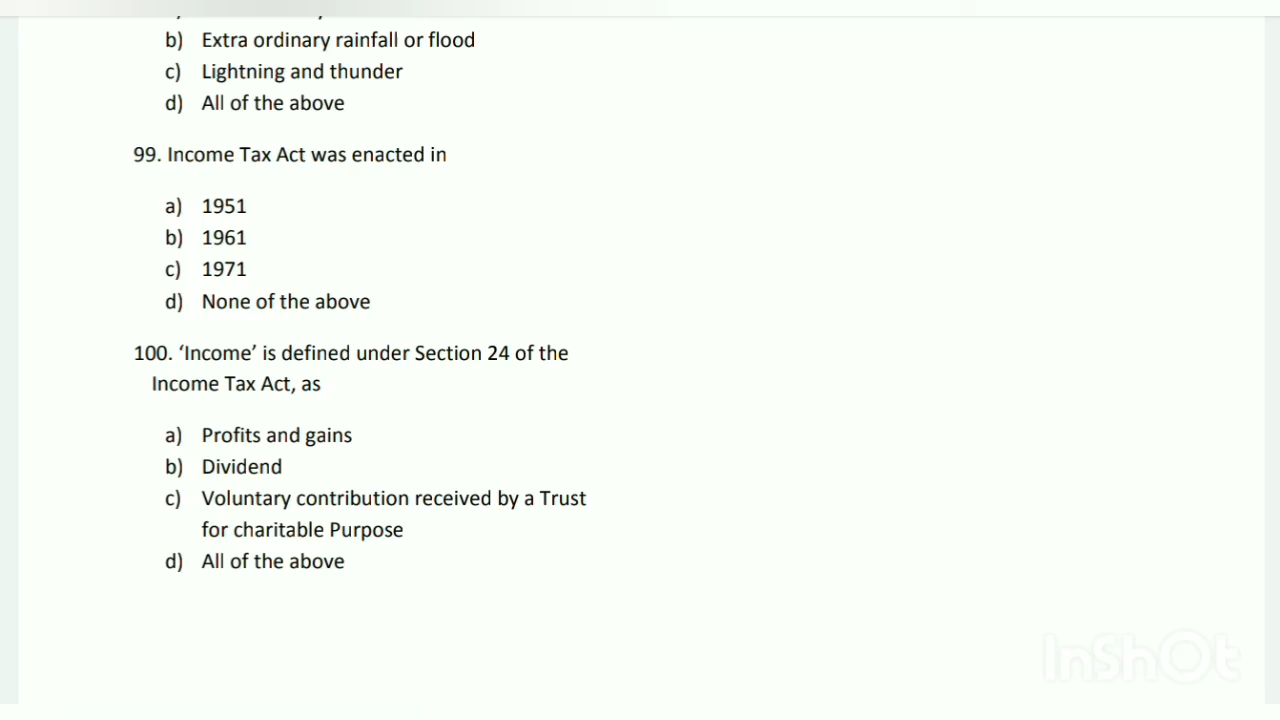 b) Extra ordinary rainfall or flood
c) Lightning and thunder
d) All of the above
99. Income Tax Act was enacted in
a) 1951
b) 1961
c) 1971
d) None of the above
100. ‘Income’ is defined under Section 24 of the
Income Tax Act, as
a) Profits and gains
b) Dividend
c) Voluntary contribution received by a Trust
for charitable Purpose
d) All of the above
InShOt